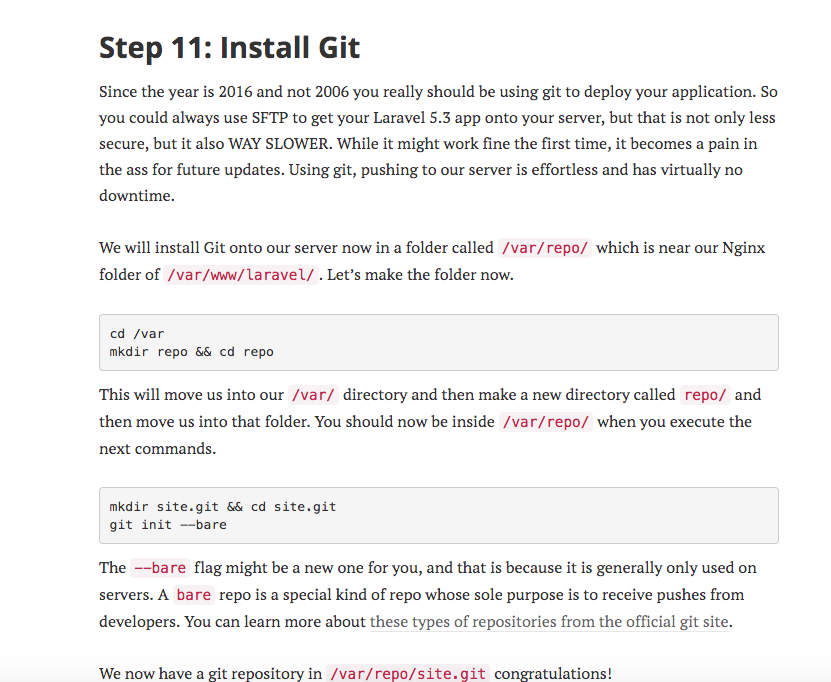 Step 11: Install Git
Since the year is 2016 and not 2006 you really should be using git to deploy your application. So
you could always use SFTP to get your Laravel 5.3 app onto your server, but that is not only less
secure, but it also WAY SLOWER. While it might work fine the first time, it becomes a pain in
the ass for future updates. Using git, pushing to our server is effortless and has virtually no
downtime.
We will install Git onto our server now in a folder called /var/repo/ which is near our Nginx
folder of /var/www/laravel/ . Let’s make the folder now.
cd /var
mkdir repo && cd repo
This will move us into our /var/ directory and then make a new directory called repo/ and
then move us into that folder. You should now be inside /var/repo/ when you execute the
next commands.
mkdir site.git && cd site.git
git init --bare
The --bare flag might be a new one for you, and that is because it is generally only used on
servers. A bare repo is a special kind of repo whose sole purpose is to receive pushes from
developers. You can learn more about these types of repositories from the official git site.
We now have a git repository in /var/repo/site.git congratulations!